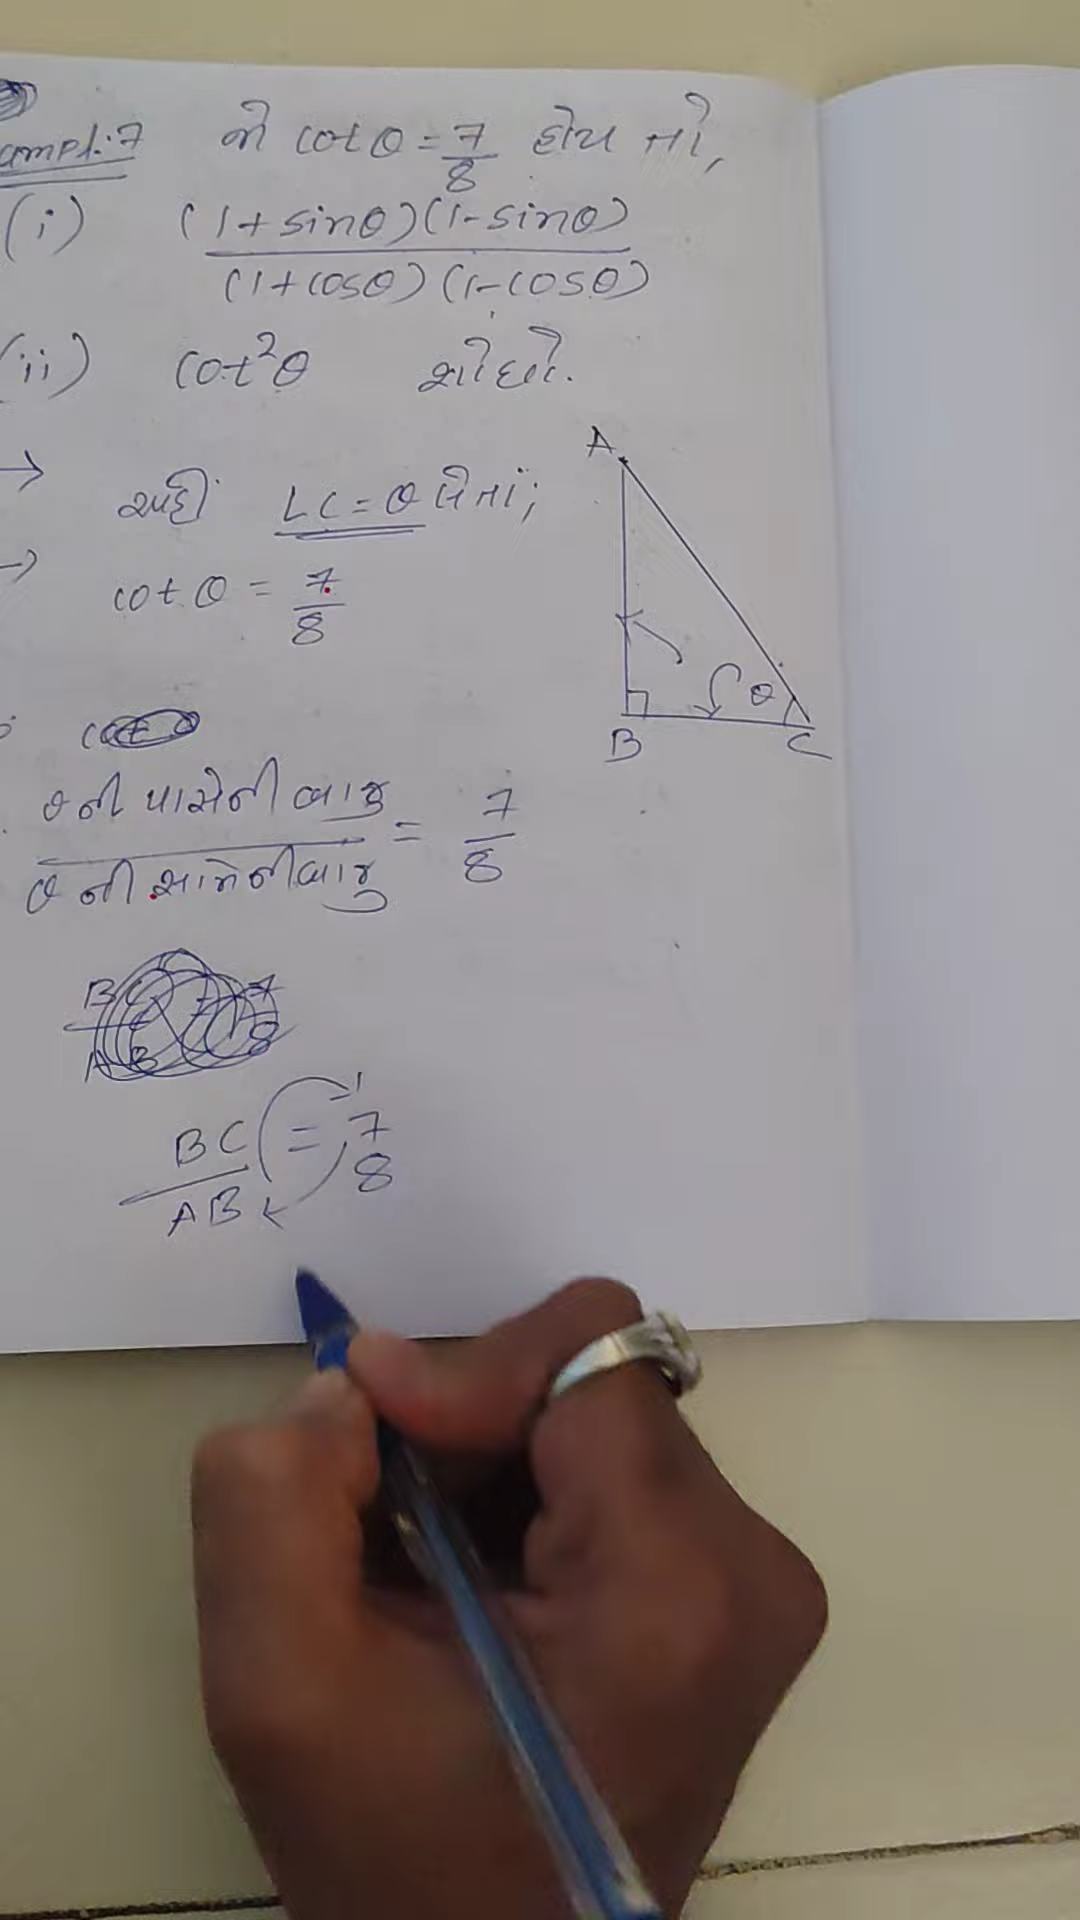 ampl:7 જો cot θ = 7/8 હોય તો,
(i) (1+sinθ)(1-sinθ)
(1+cosθ)(1-cosθ)
(ii) cot²θ શોધો.
→ અહીં ∠C = θ લેતાં;
→ cot θ = 7/8
A
θ
B C
θ ની પાસેની બાજુ = 7
θ ની સામેની બાજુ 8
BC = 7
AB 8